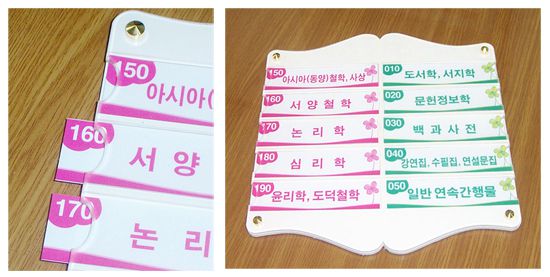 150 아시아(
160 서양
170 논리
150 아시아(동양)철학, 사상
160 서양철학
170 논리학
180 심리학
190 윤리학, 도덕철학
010 도서학, 서지학
020 문헌정보학
030 백과사전
040 강연집, 수필집, 연설문집
050 일반 연속간행물